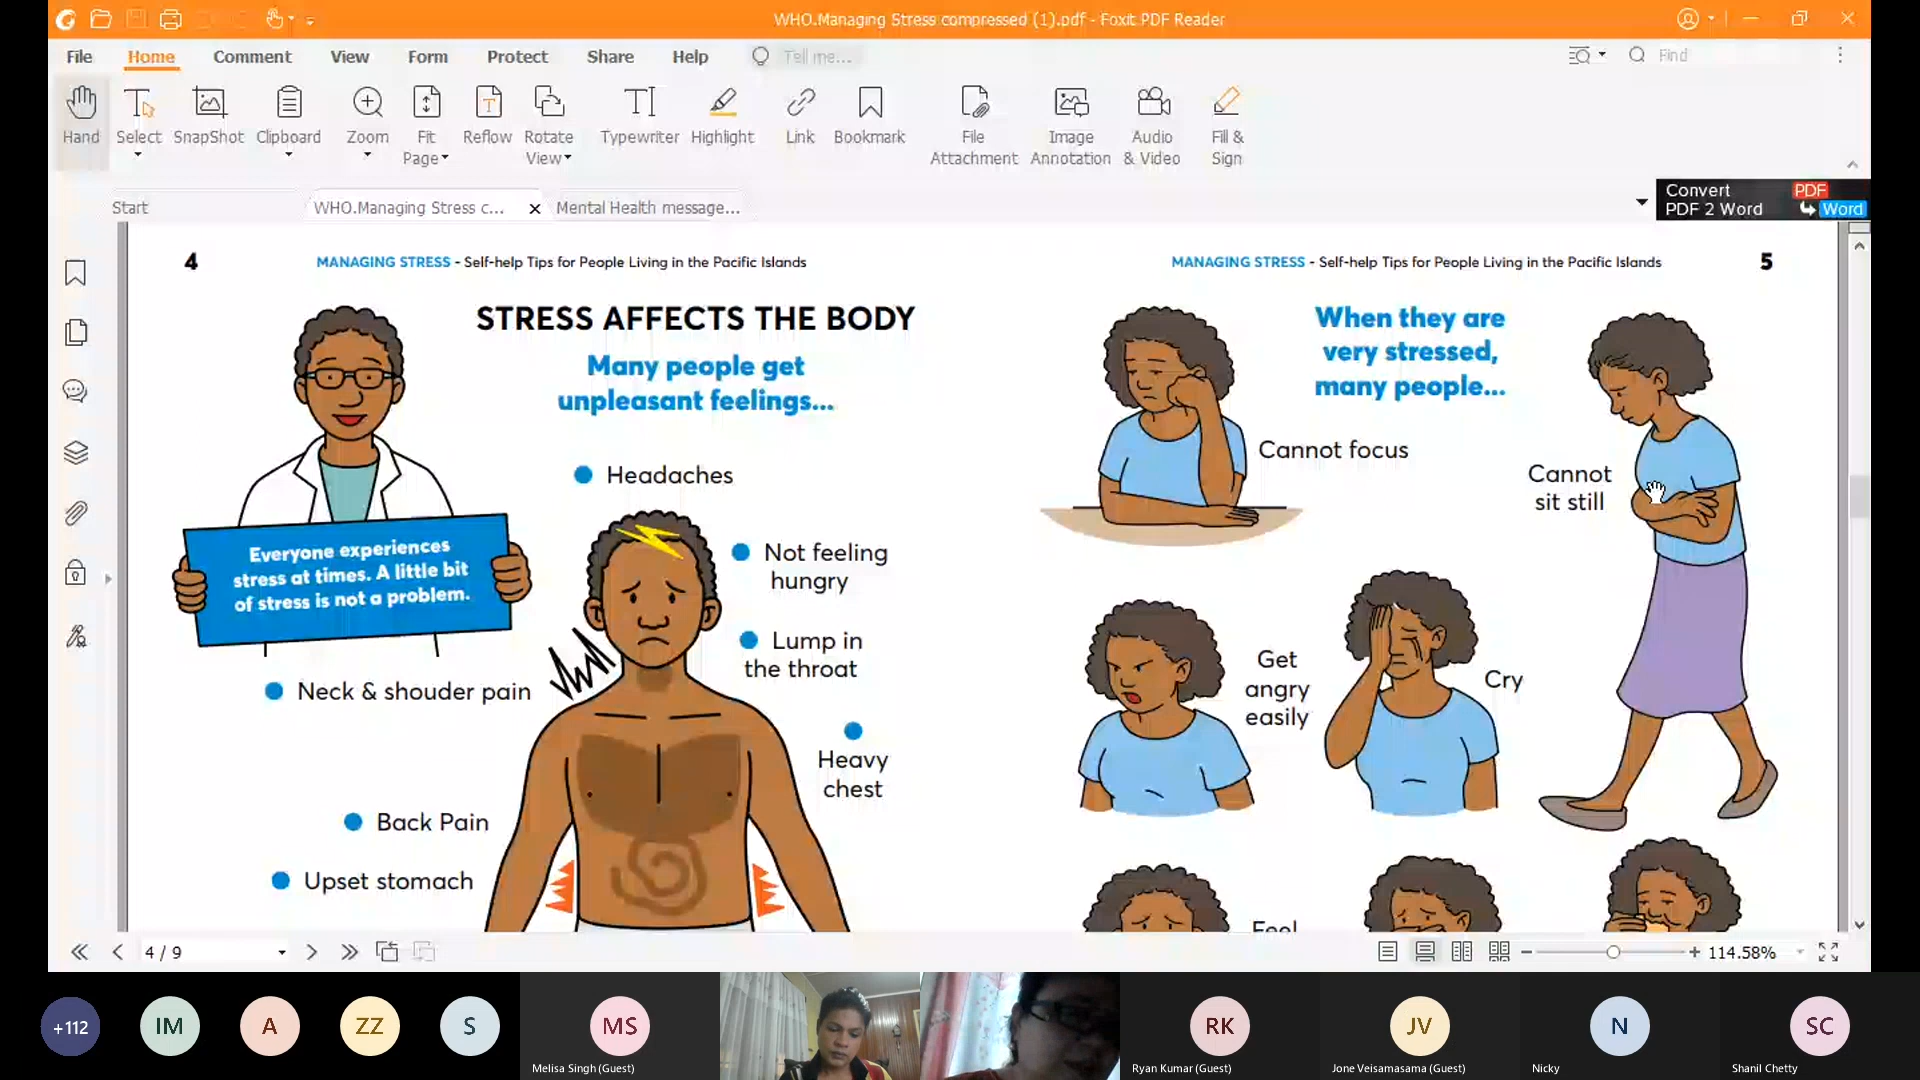 WHO.Managing Stress compressed (1).pdf - Foxit PDF Reader
File Home Comment View Form Protect Share Help Tell me... Find
Hand Select SnapShot Clipboard Zoom Fit Page Reflow Rotate View Typewriter Highlight Link Bookmark File Attachment Image Annotation Audio & Video Fill & Sign
Start WHO.Managing Stress c... Mental Health message...
Convert PDF
PDF 2 Word Word
4 MANAGING STRESS - Self-help Tips for People Living in the Pacific Islands
STRESS AFFECTS THE BODY
Many people get
unpleasant feelings...
Headaches
Everyone experiences
stress at times. A little bit
of stress is not a problem.
Not feeling
hungry
Lump in
the throat
Neck & shouder pain
Heavy
chest
Back Pain
Upset stomach
MANAGING STRESS - Self-help Tips for People Living in the Pacific Islands 5
When they are
very stressed,
many people...
Cannot focus
Cannot
sit still
Get
angry
easily
Cry
Feel
4 / 9
114.58%
+112 IM A ZZ S MS RK JV N SC
Melisa Singh (Guest) Ryan Kumar (Guest) Jone Veisamasama (Guest) Nicky Shanil Chetty